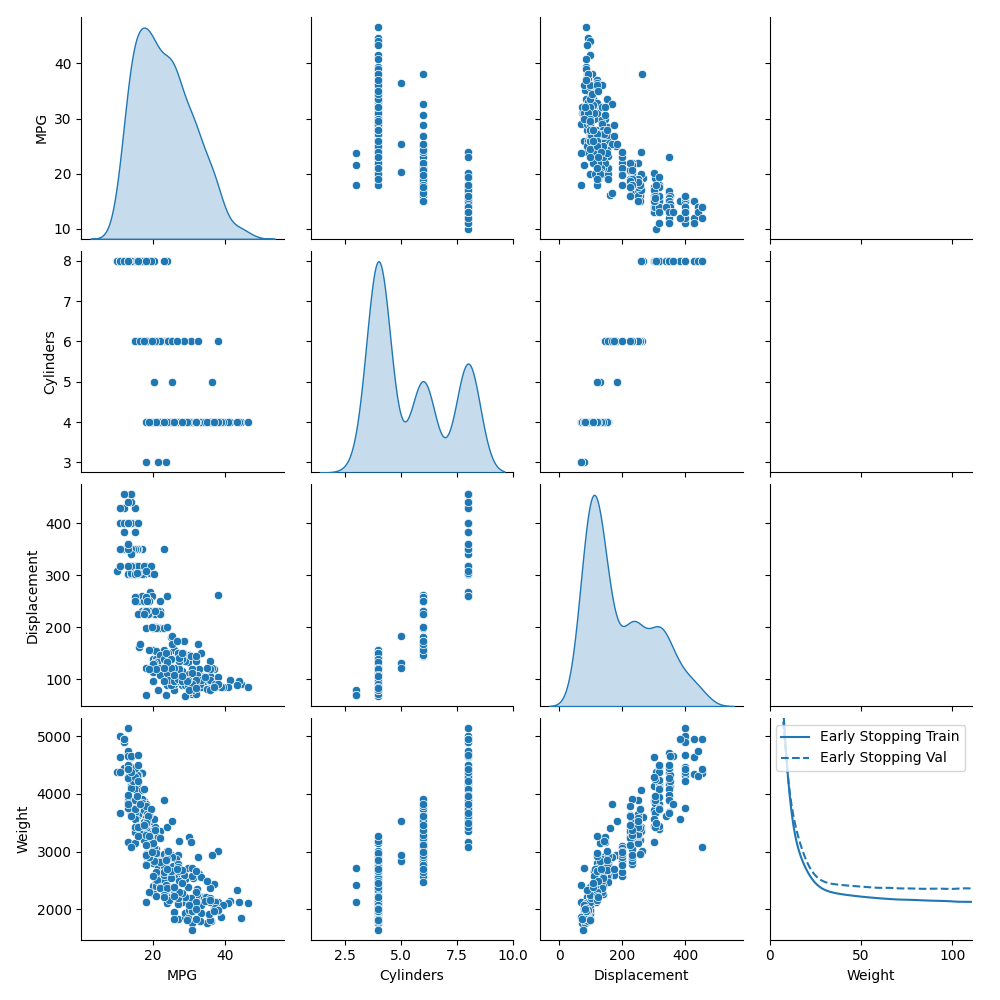 MPG
40
30
20
10
Cylinders
8
7
6
5
4
3
Displacement
400
300
200
100
Weight
5000
4000
3000
2000
Early Stopping Train
Early Stopping Val
20 40
2.5 5.0 7.5 10.0
0 200 400
0 50 100
MPG
Cylinders
Displacement
Weight